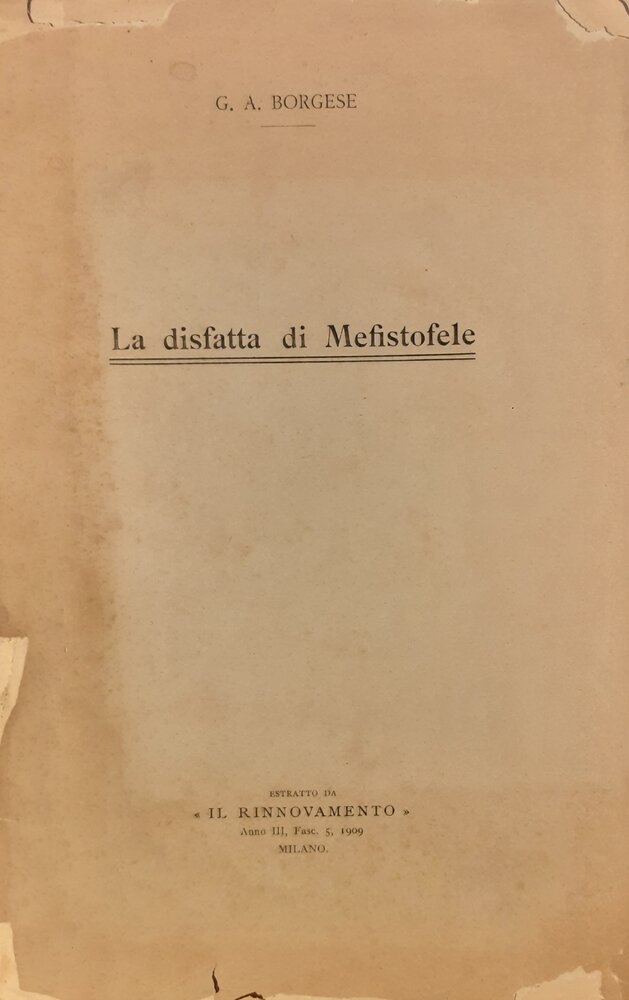 G. A. BORGESE
La disfatta di Mefistofele
ESTRATTO DA
« IL RINNOVAMENTO »
Anno III, Fasc. 5, 1909
MILANO.